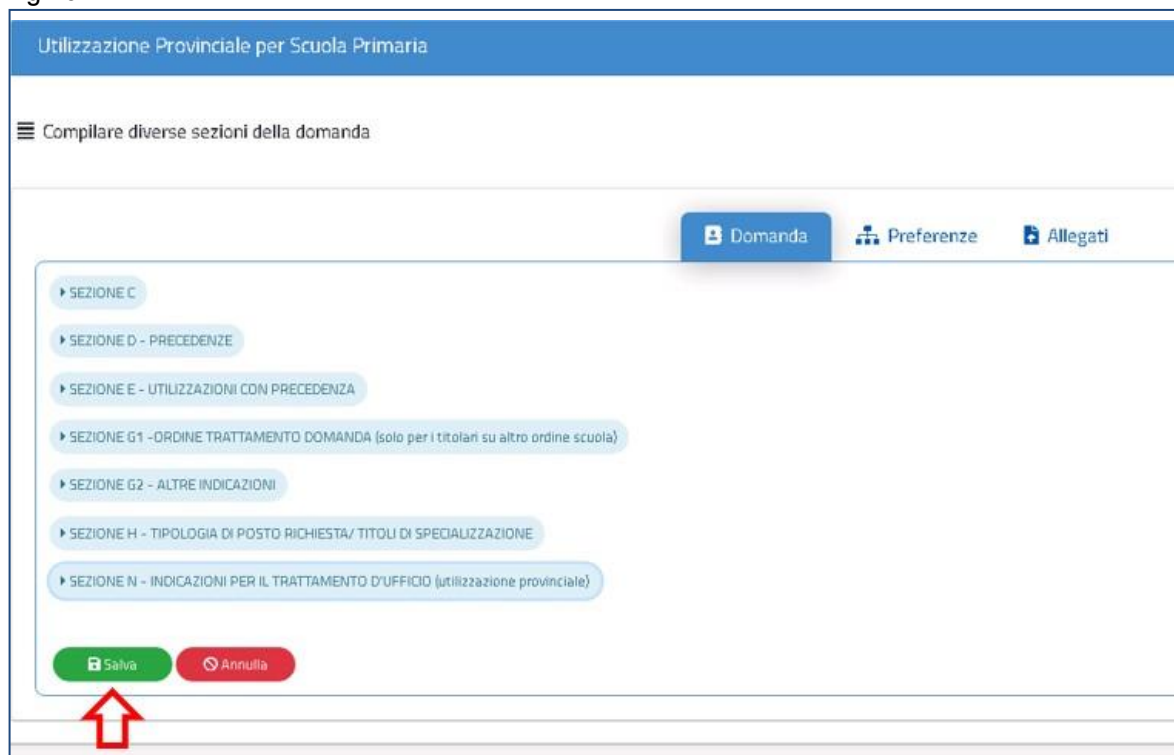 Utilizzazione Provinciale per Scuola Primaria
Compilare diverse sezioni della domanda
Domanda Preferenze Allegati
SEZIONE C
SEZIONE D - PRECEDENZE
SEZIONE E - UTILIZZAZIONI CON PRECEDENZA
SEZIONE G1 -ORDINE TRATTAMENTO DOMANDA (solo per i titolari su altro ordine scuola)
SEZIONE G2 - ALTRE INDICAZIONI
SEZIONE H - TIPOLOGIA DI POSTO RICHIESTA/ TITOLI DI SPECIALIZZAZIONE
SEZIONE N - INDICAZIONI PER IL TRATTAMENTO D'UFFICIO (utilizzazione provinciale)
Salva Annulla